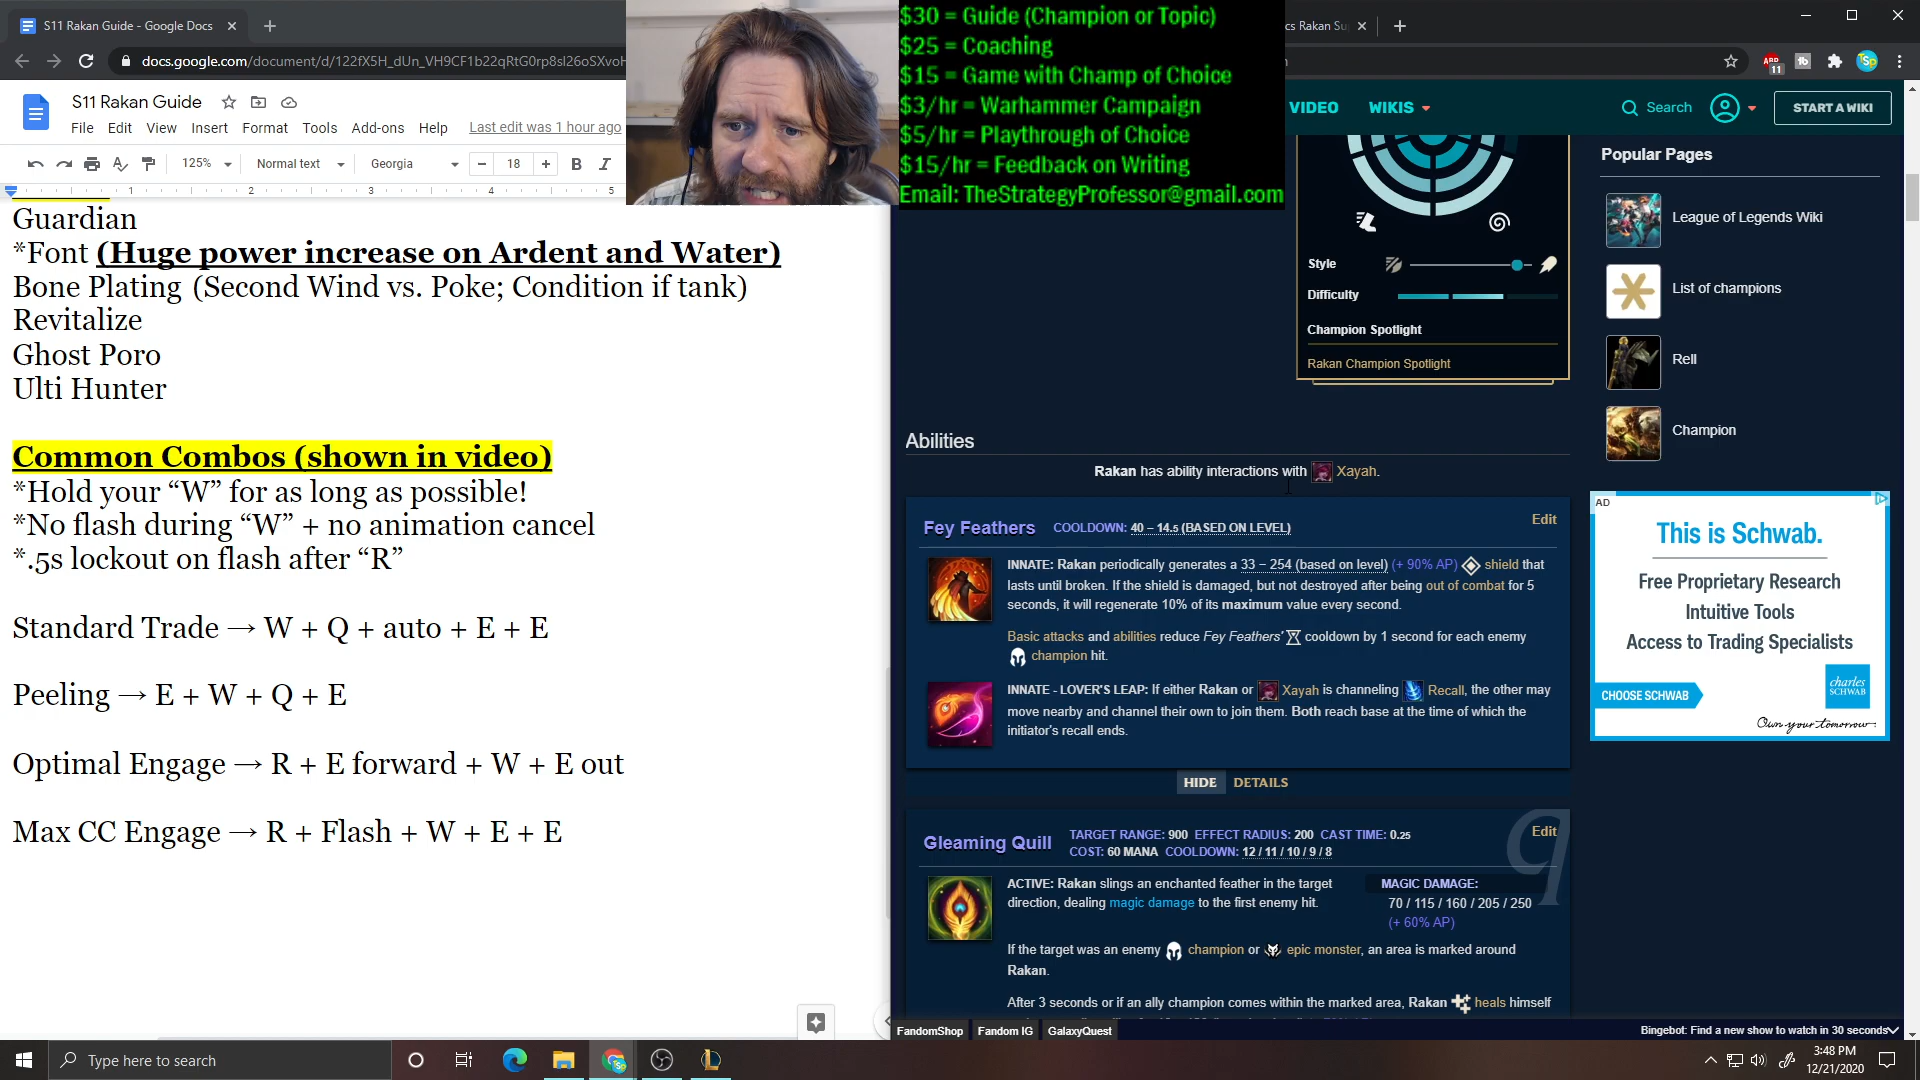 S11 Rakan Guide - Google Docs
cs Rakan Su
docs.google.com/document/d/122fX5H_dUn_VH9CF1b22qRtG0rp8sl26oSXvoH
S11 Rakan Guide
File Edit View Insert Format Tools Add-ons Help Last edit was 1 hour ago
125% Normal text Georgia - 18 + B I
1 2 3 4 5
Guardian
*Font (Huge power increase on Ardent and Water)
Bone Plating (Second Wind vs. Poke; Condition if tank)
Revitalize
Ghost Poro
Ulti Hunter
Common Combos (shown in video)
*Hold your “W” for as long as possible!
*No flash during “W” + no animation cancel
*.5s lockout on flash after “R”
Standard Trade → W + Q + auto + E + E
Peeling → E + W + Q + E
Optimal Engage → R + E forward + W + E out
Max CC Engage → R + Flash + W + E + E
$30 = Guide (Champion or Topic)
$25 = Coaching
$15 = Game with Champ of Choice
$3/hr = Warhammer Campaign
$5/hr = Playthrough of Choice
$15/hr = Feedback on Writing
Email: TheStrategyProfessor@gmail.com
ABP
11
VIDEO WIKIS Search START A WIKI
Style
Difficulty
Champion Spotlight
Rakan Champion Spotlight
Popular Pages
League of Legends Wiki
List of champions
Rell
Champion
Abilities
Rakan has ability interactions with Xayah.
Fey Feathers COOLDOWN: 40 – 14.5 (BASED ON LEVEL) Edit
INNATE: Rakan periodically generates a 33 – 254 (based on level) (+ 90% AP) shield that
lasts until broken. If the shield is damaged, but not destroyed after being out of combat for 5
seconds, it will regenerate 10% of its maximum value every second.
Basic attacks and abilities reduce Fey Feathers' cooldown by 1 second for each enemy
champion hit.
INNATE - LOVER'S LEAP: If either Rakan or Xayah is channeling Recall, the other may
move nearby and channel their own to join them. Both reach base at the time of which the
initiator's recall ends.
HIDE DETAILS
Gleaming Quill TARGET RANGE: 900 EFFECT RADIUS: 200 CAST TIME: 0.25 Edit
COST: 60 MANA COOLDOWN: 12 / 11 / 10 / 9 / 8
q
ACTIVE: Rakan slings an enchanted feather in the target
direction, dealing magic damage to the first enemy hit.
MAGIC DAMAGE:
70 / 115 / 160 / 205 / 250
(+ 60% AP)
If the target was an enemy champion or epic monster, an area is marked around
Rakan.
After 3 seconds or if an ally champion comes within the marked area, Rakan heals himself
AD
This is Schwab.
Free Proprietary Research
Intuitive Tools
Access to Trading Specialists
CHOOSE SCHWAB
charles
SCHWAB
Own your tomorrow.
FandomShop Fandom IG GalaxyQuest
Bingebot: Find a new show to watch in 30 seconds
Type here to search
3:48 PM
12/21/2020